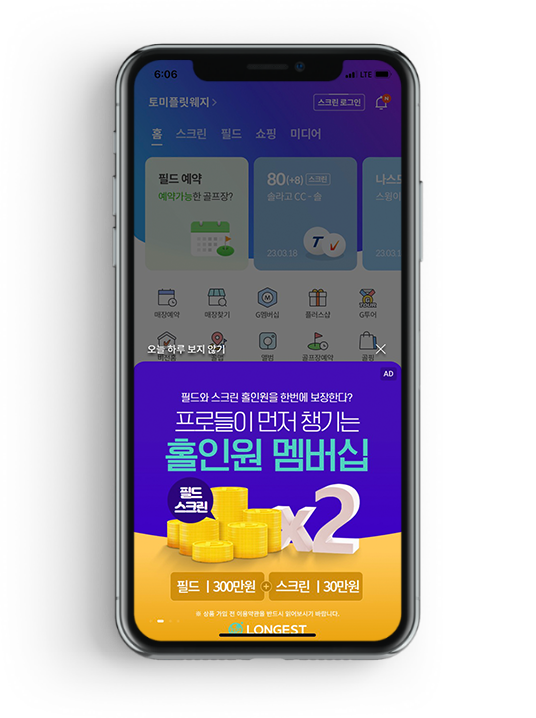 6:06
LTE
토미플릿웨지 >
스크린 로그인
N
홈 스크린 필드 쇼핑 미디어
필드 예약
예약가능한 골프장?
80(+8) 스크린
솔라고 CC - 솔
T
23.03.18
나스모
스윙이
매장예약 매장찾기 G멤버십 플러스샵 G투어
홀컵 앨범 골프장예약 골핑
오늘 하루 보지 않기
AD
필드와 스크린 홀인원을 한번에 보장한다?
프로들이 먼저 챙기는
홀인원 멤버십
필드
스크린
x2
필드 | 300만원 + 스크린 | 30만원
※ 상품 가입 전 이용약관을 반드시 읽어보시기 바랍니다.
LONGEST